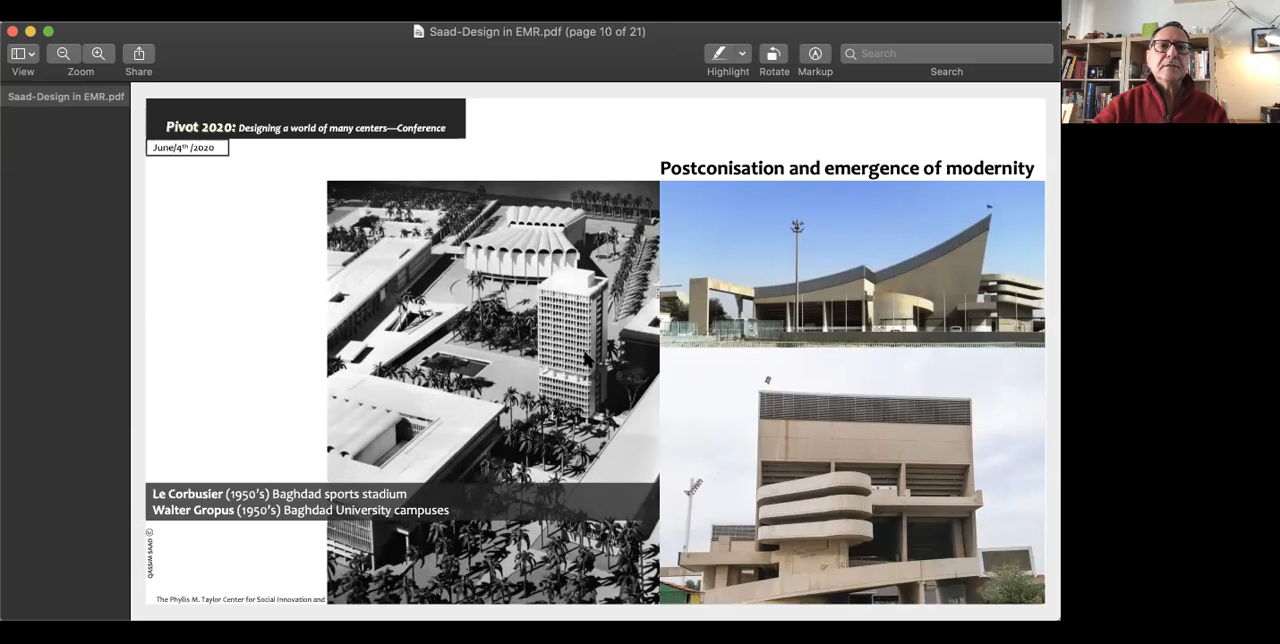 Saad-Design in EMR.pdf (page 10 of 21)
View
Zoom
Share
Highlight
Rotate
Markup
Search
Search
Saad-Design in EMR.pdf
Pivot 2020: Designing a world of many centers—Conference
June/4th /2020
Postconisation and emergence of modernity
Le Corbusier (1950's) Baghdad sports stadium
Walter Gropus (1950's) Baghdad University campuses
QASSIM SAAD ©
The Phyllis M. Taylor Center for Social Innovation and